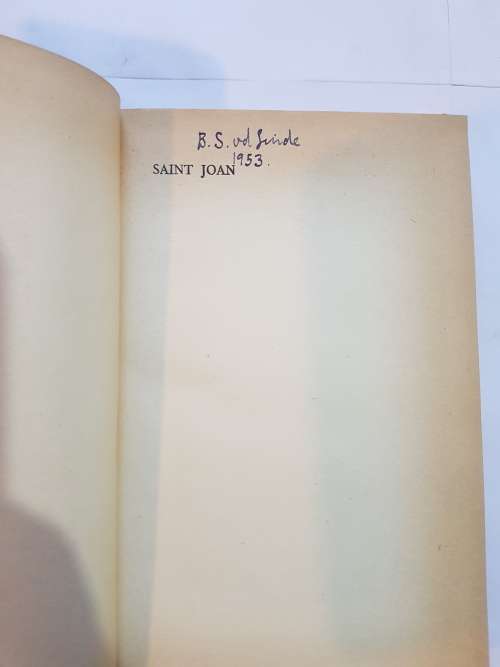 B. S. vd Linde
1953.
SAINT JOAN